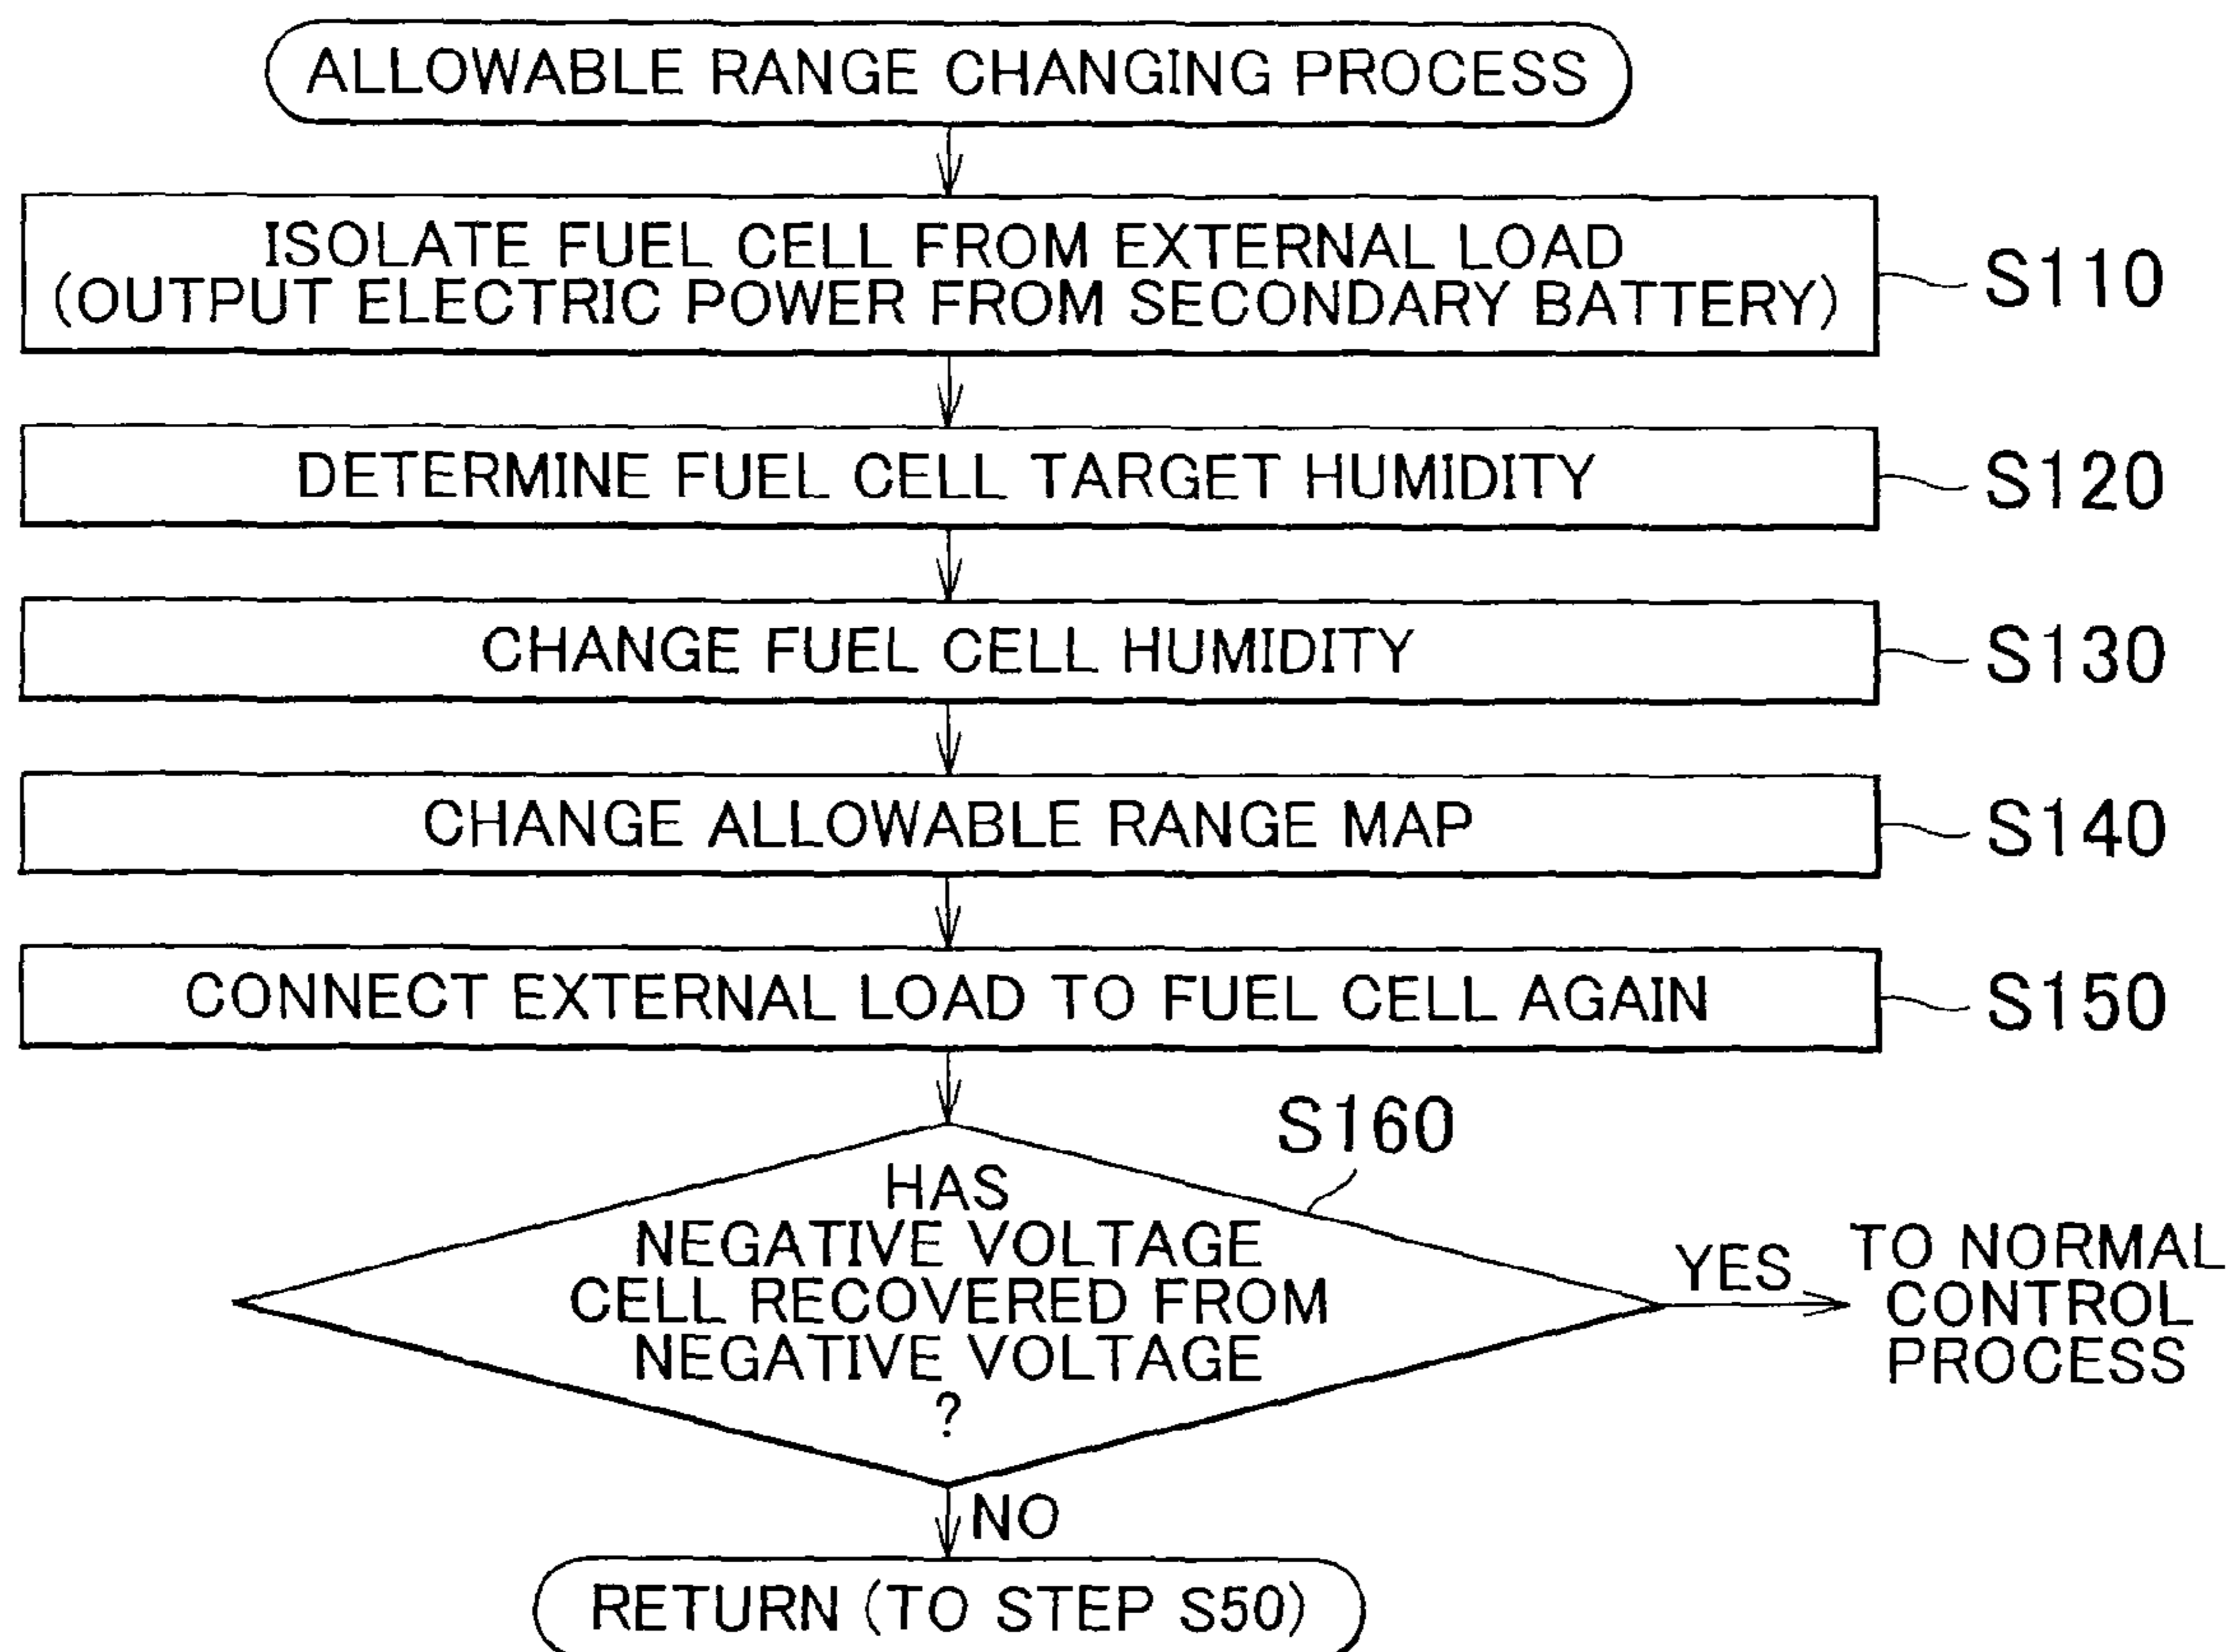 ALLOWABLE RANGE CHANGING PROCESS
ISOLATE FUEL CELL FROM EXTERNAL LOAD
(OUTPUT ELECTRIC POWER FROM SECONDARY BATTERY)
S110
DETERMINE FUEL CELL TARGET HUMIDITY
S120
CHANGE FUEL CELL HUMIDITY
S130
CHANGE ALLOWABLE RANGE MAP
S140
CONNECT EXTERNAL LOAD TO FUEL CELL AGAIN
S150
S160
HAS
NEGATIVE VOLTAGE
CELL RECOVERED FROM
NEGATIVE VOLTAGE
?
YES
TO NORMAL
CONTROL
PROCESS
NO
RETURN (TO STEP S50)